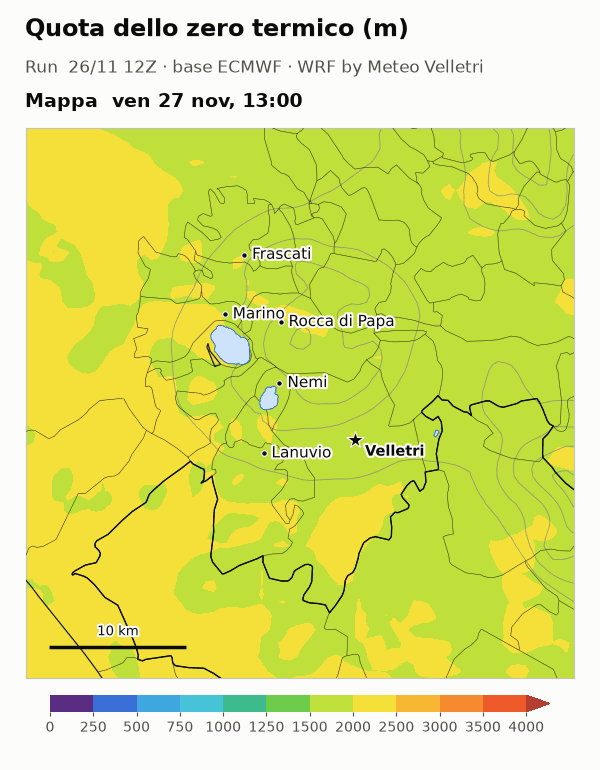 Quota dello zero termico (m)
Run  26/11 12Z · base ECMWF · WRF by Meteo Velletri
Mappa  ven 27 nov, 13:00
Frascati
Marino
Rocca di Papa
Nemi
Velletri
Lanuvio
10 km
0 250 500 750 1000 1250 1500 2000 2500 3000 3500 4000